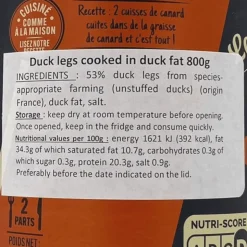 CUISINÉ
COMME
À LA MAISON
LISEZ NOTRE
RECETTE
Recette : 2 cuisses de canard
cuites dans de la graisse
de canard et c'est tout !
Duck legs cooked in duck fat 800g
INGREDIENTS : 53% duck legs from species-
appropriate farming (unstuffed ducks) (origin
France), duck fat, salt.
Storage : keep dry at room temperature before opening.
Once opened, keep in the fridge and consume quickly.
Nutritional values per 100g : energy 1621 kJ (392 kcal), fat
34.3g of which saturated fat 10.7g, carbohydrates 0.3g of
which sugar 0.3g, protein 20.3g, salt 0.9g.
Preferably before the date indicated on the lid.
2
PARTS
POIDS NET
NUTRI-SCORE